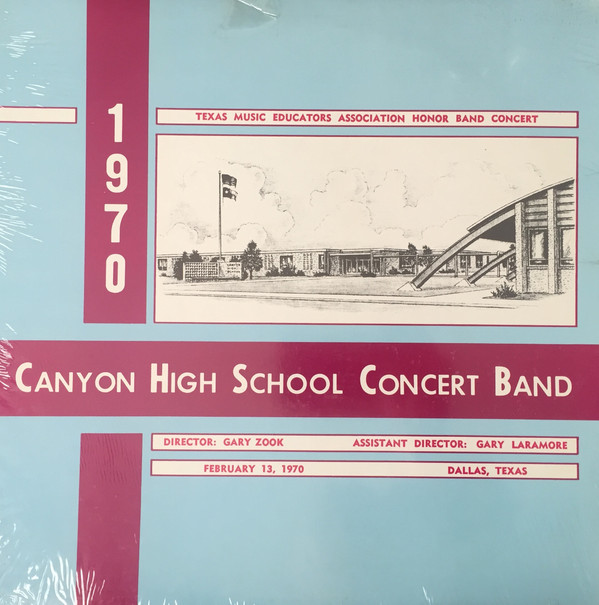 1970
TEXAS MUSIC EDUCATORS ASSOCIATION HONOR BAND CONCERT
CANYON HIGH SCHOOL CONCERT BAND
DIRECTOR: GARY ZOOK ASSISTANT DIRECTOR: GARY LARAMORE
FEBRUARY 13, 1970 DALLAS, TEXAS